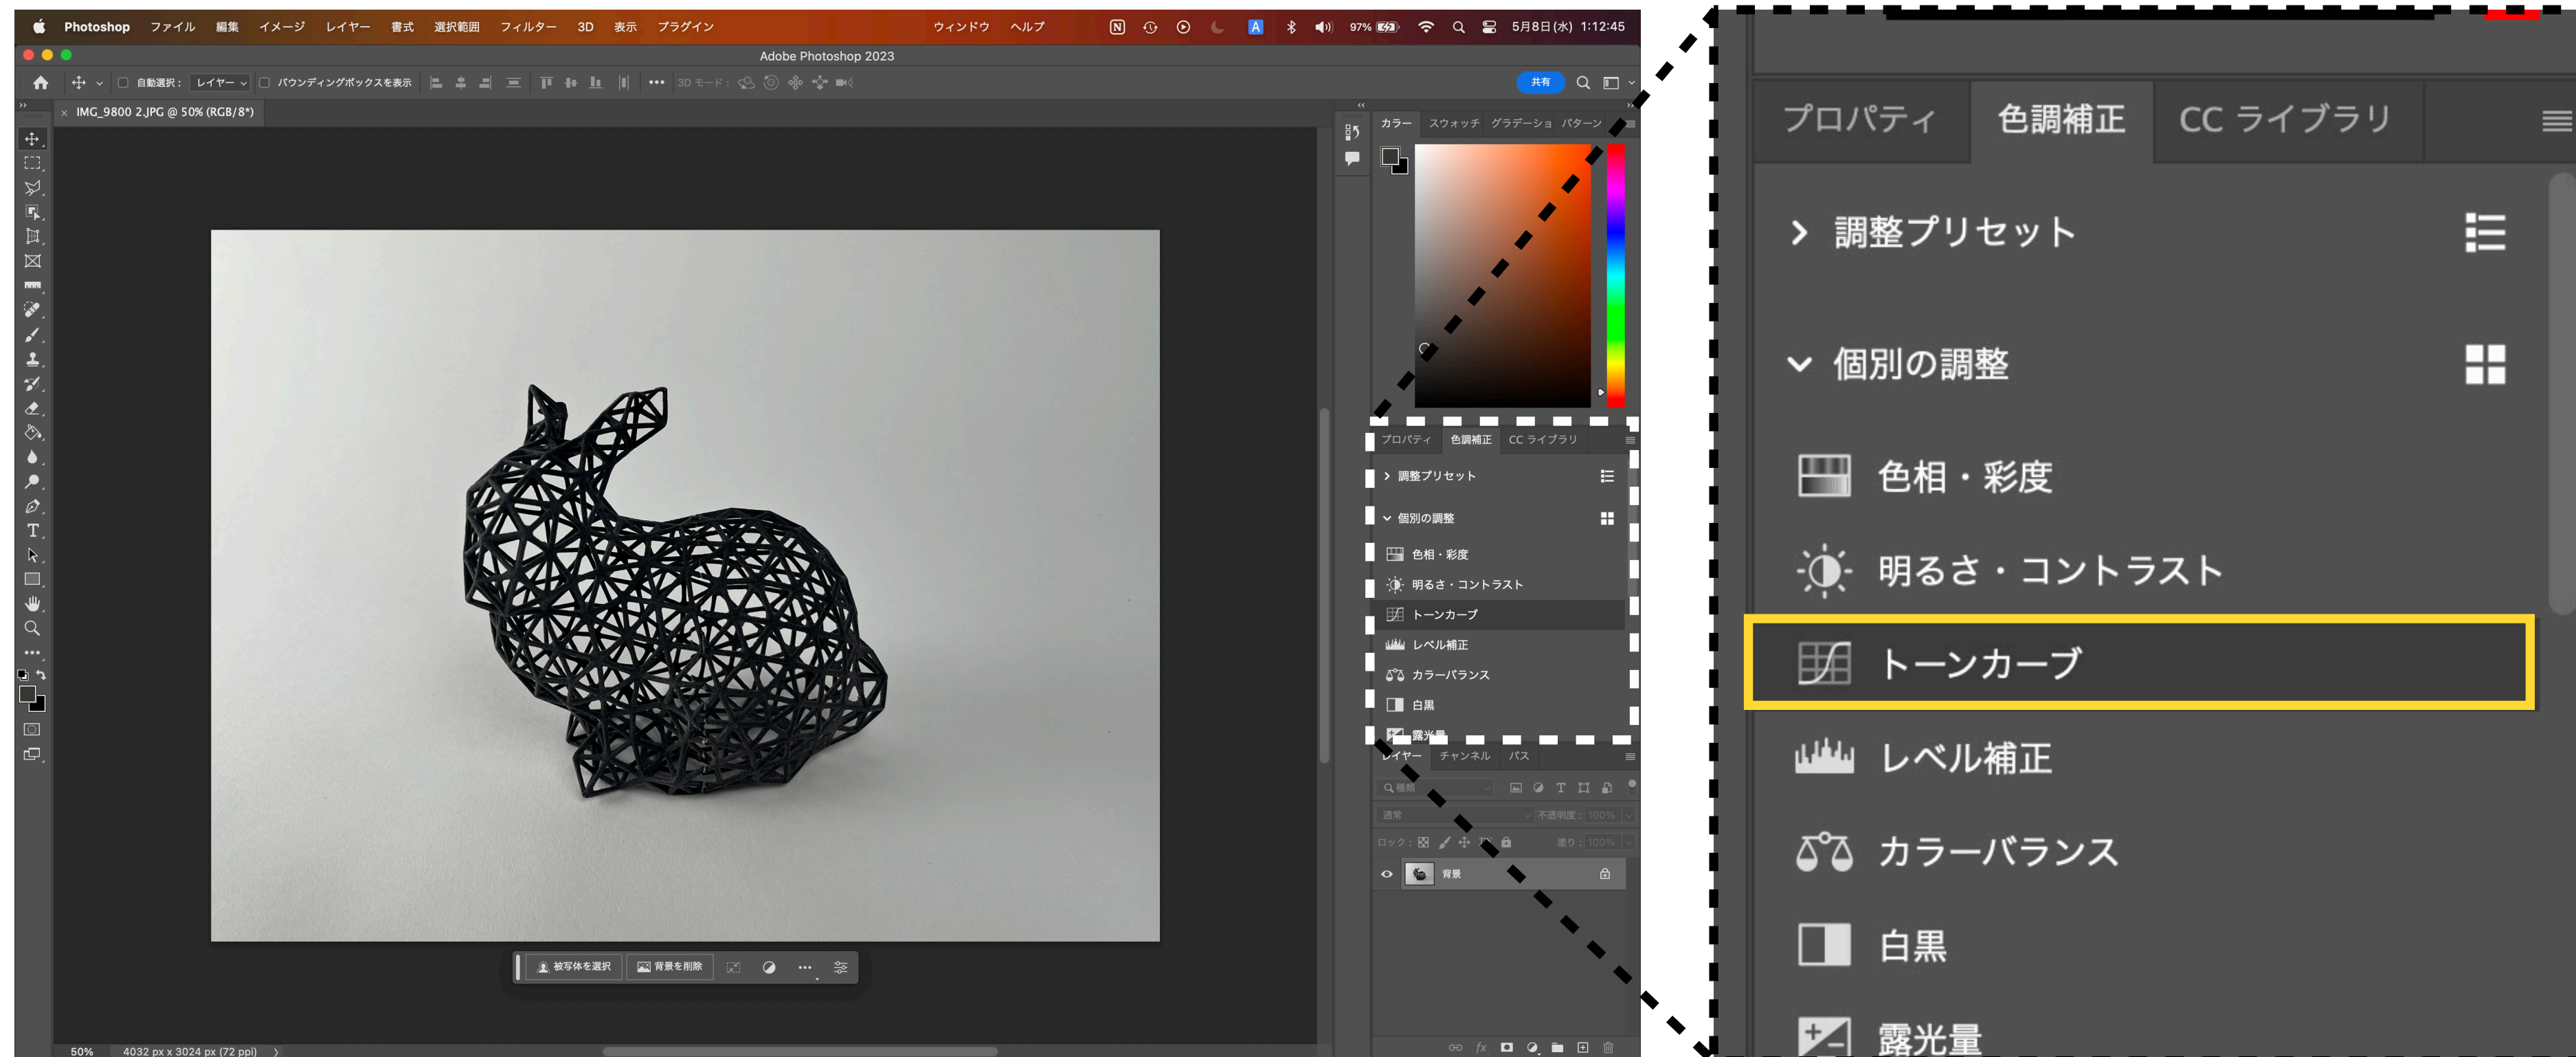 Photoshop ファイル 編集 イメージ レイヤー 書式 選択範囲 フィルター 3D 表示 プラグイン ウィンドウ ヘルプ N A 97% 5月8日(水) 1:12:45
Adobe Photoshop 2023
自動選択： レイヤー バウンディングボックスを表示 3D モード： 共有
× IMG_9800 2.JPG @ 50% (RGB/8*)
カラー スウォッチ グラデーショ パターン
プロパティ 色調補正 CC ライブラリ
調整プリセット
個別の調整
色相・彩度
明るさ・コントラスト
トーンカーブ
レベル補正
カラーバランス
白黒
露光量
レイヤー チャンネル パス
種類
通常 不透明度： 100%
ロック： 塗り： 100%
背景
fx
被写体を選択 背景を削除
50% 4032 px x 3024 px (72 ppi)
プロパティ 色調補正 CC ライブラリ
調整プリセット
個別の調整
色相・彩度
明るさ・コントラスト
トーンカーブ
レベル補正
カラーバランス
白黒
露光量